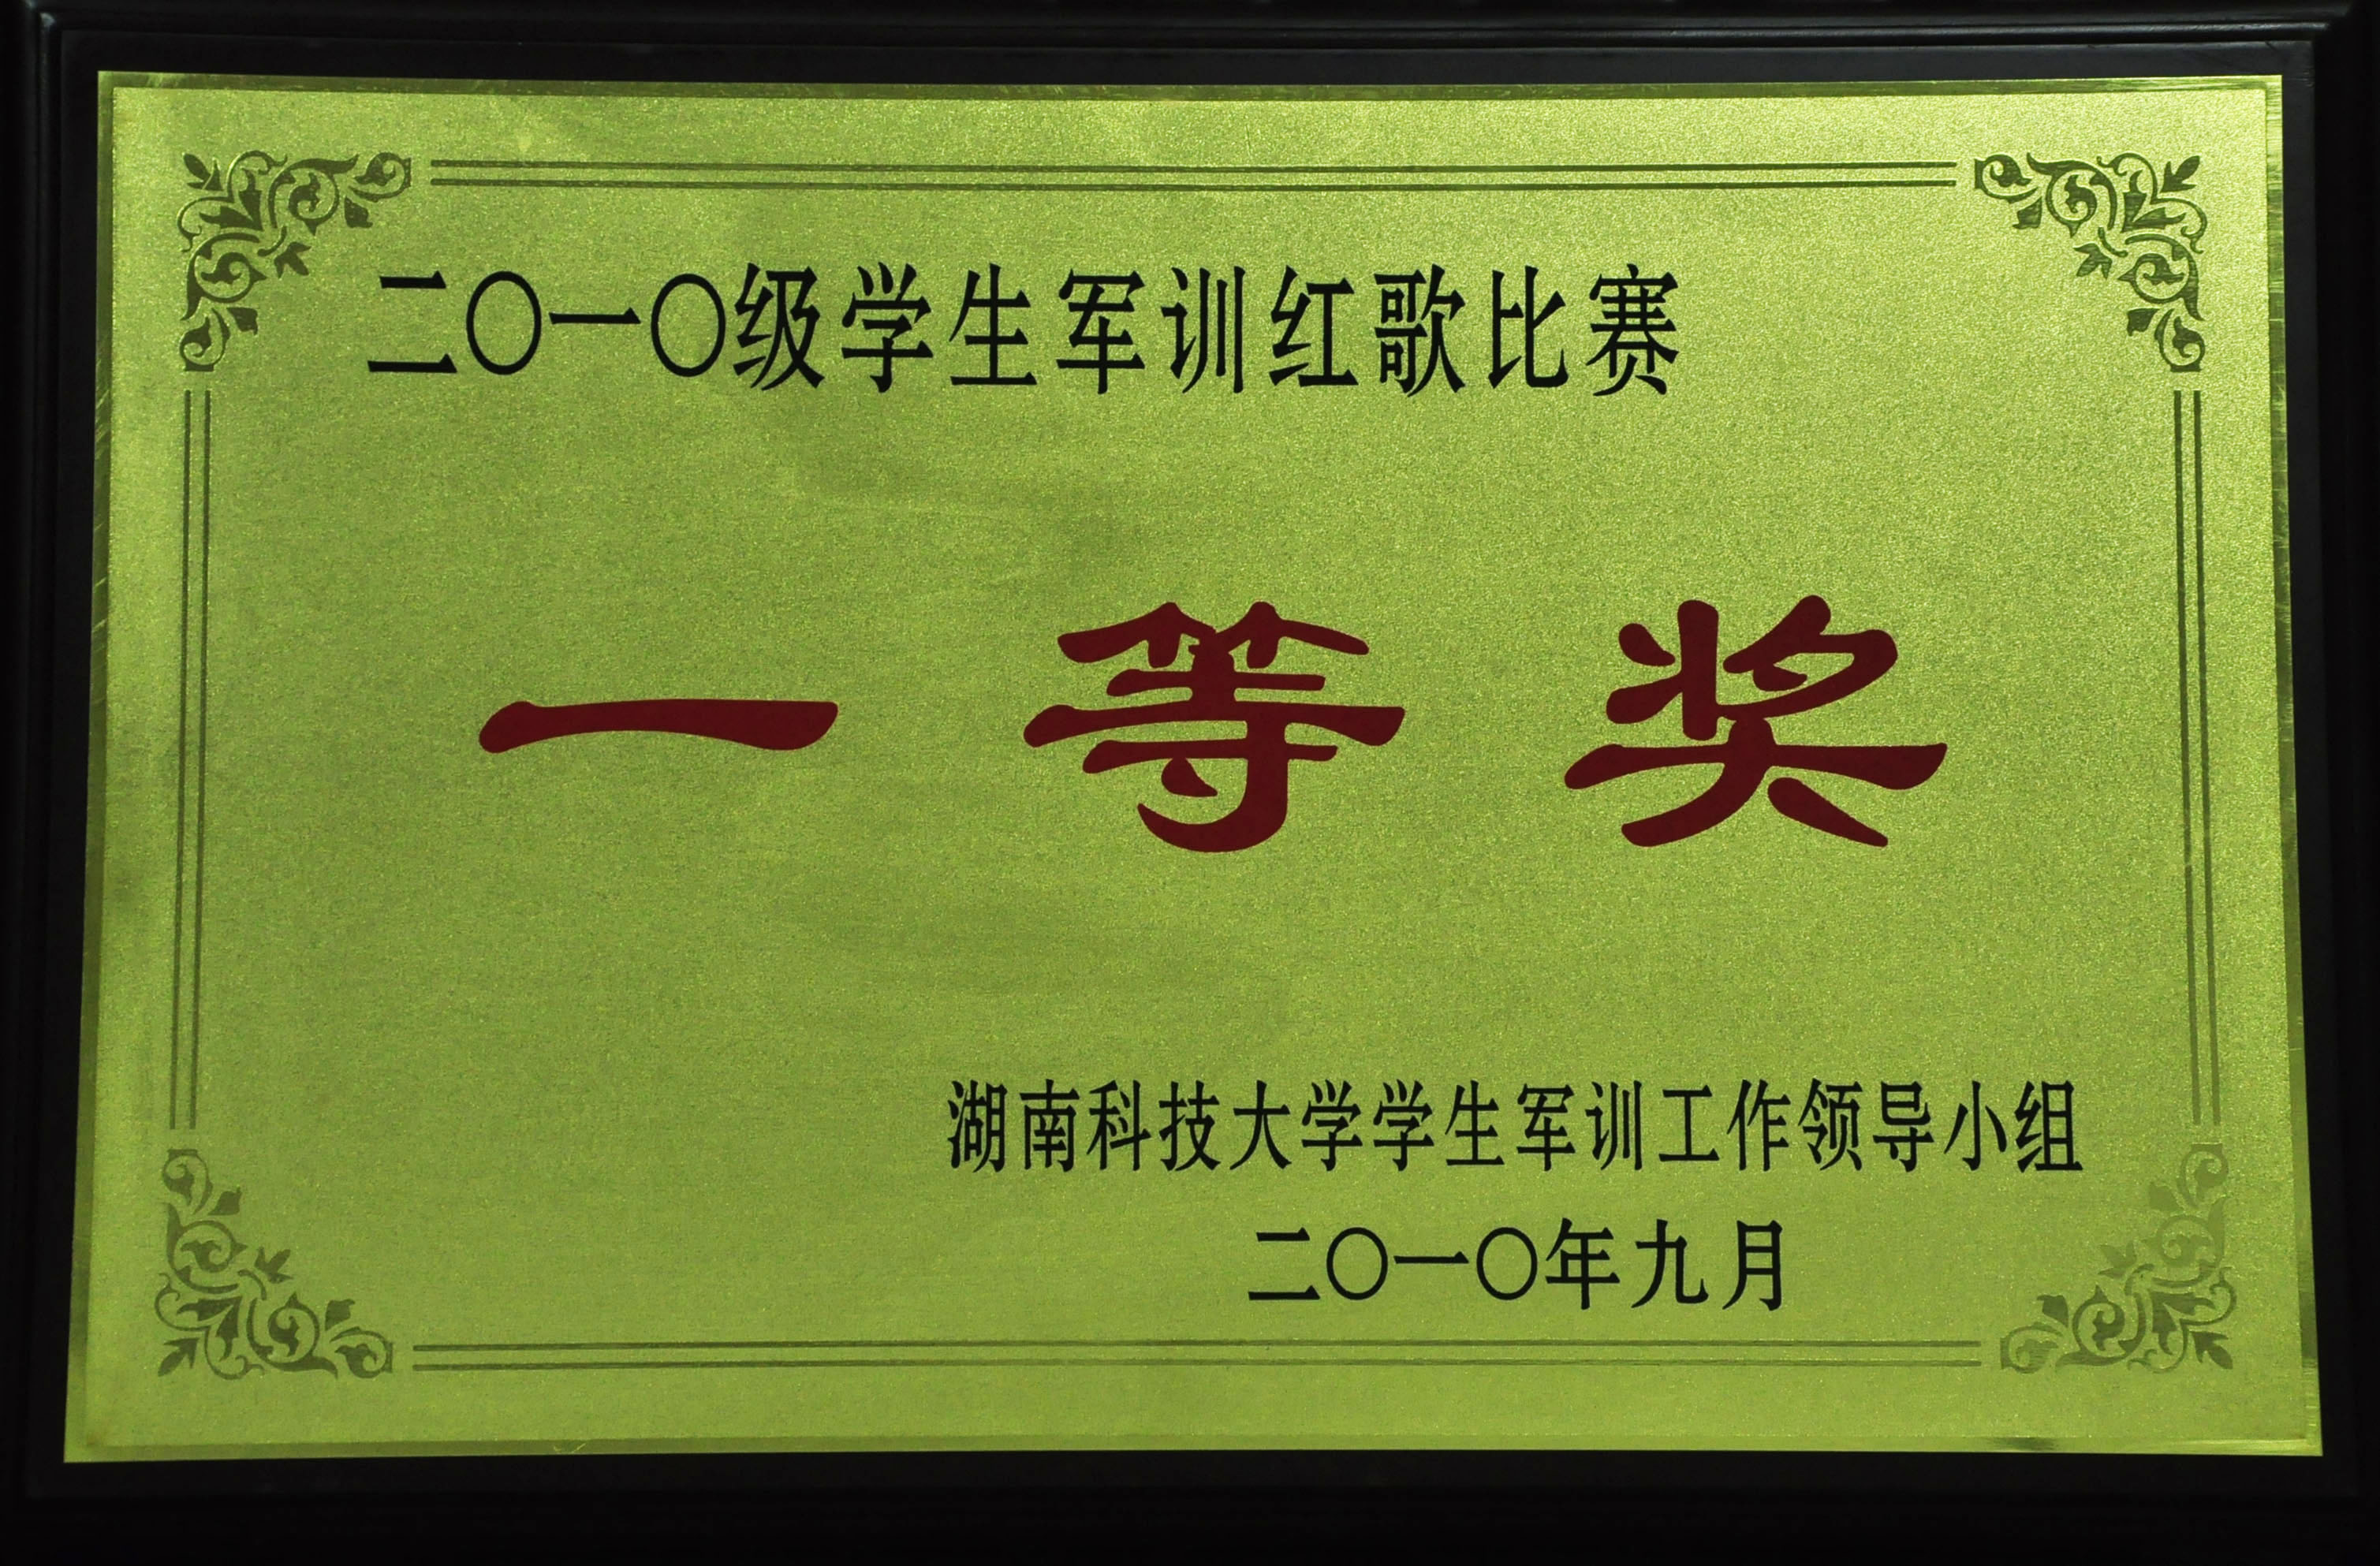 二〇一〇级学生军训红歌比赛
一等奖
湖南科技大学学生军训工作领导小组
二〇一〇年九月